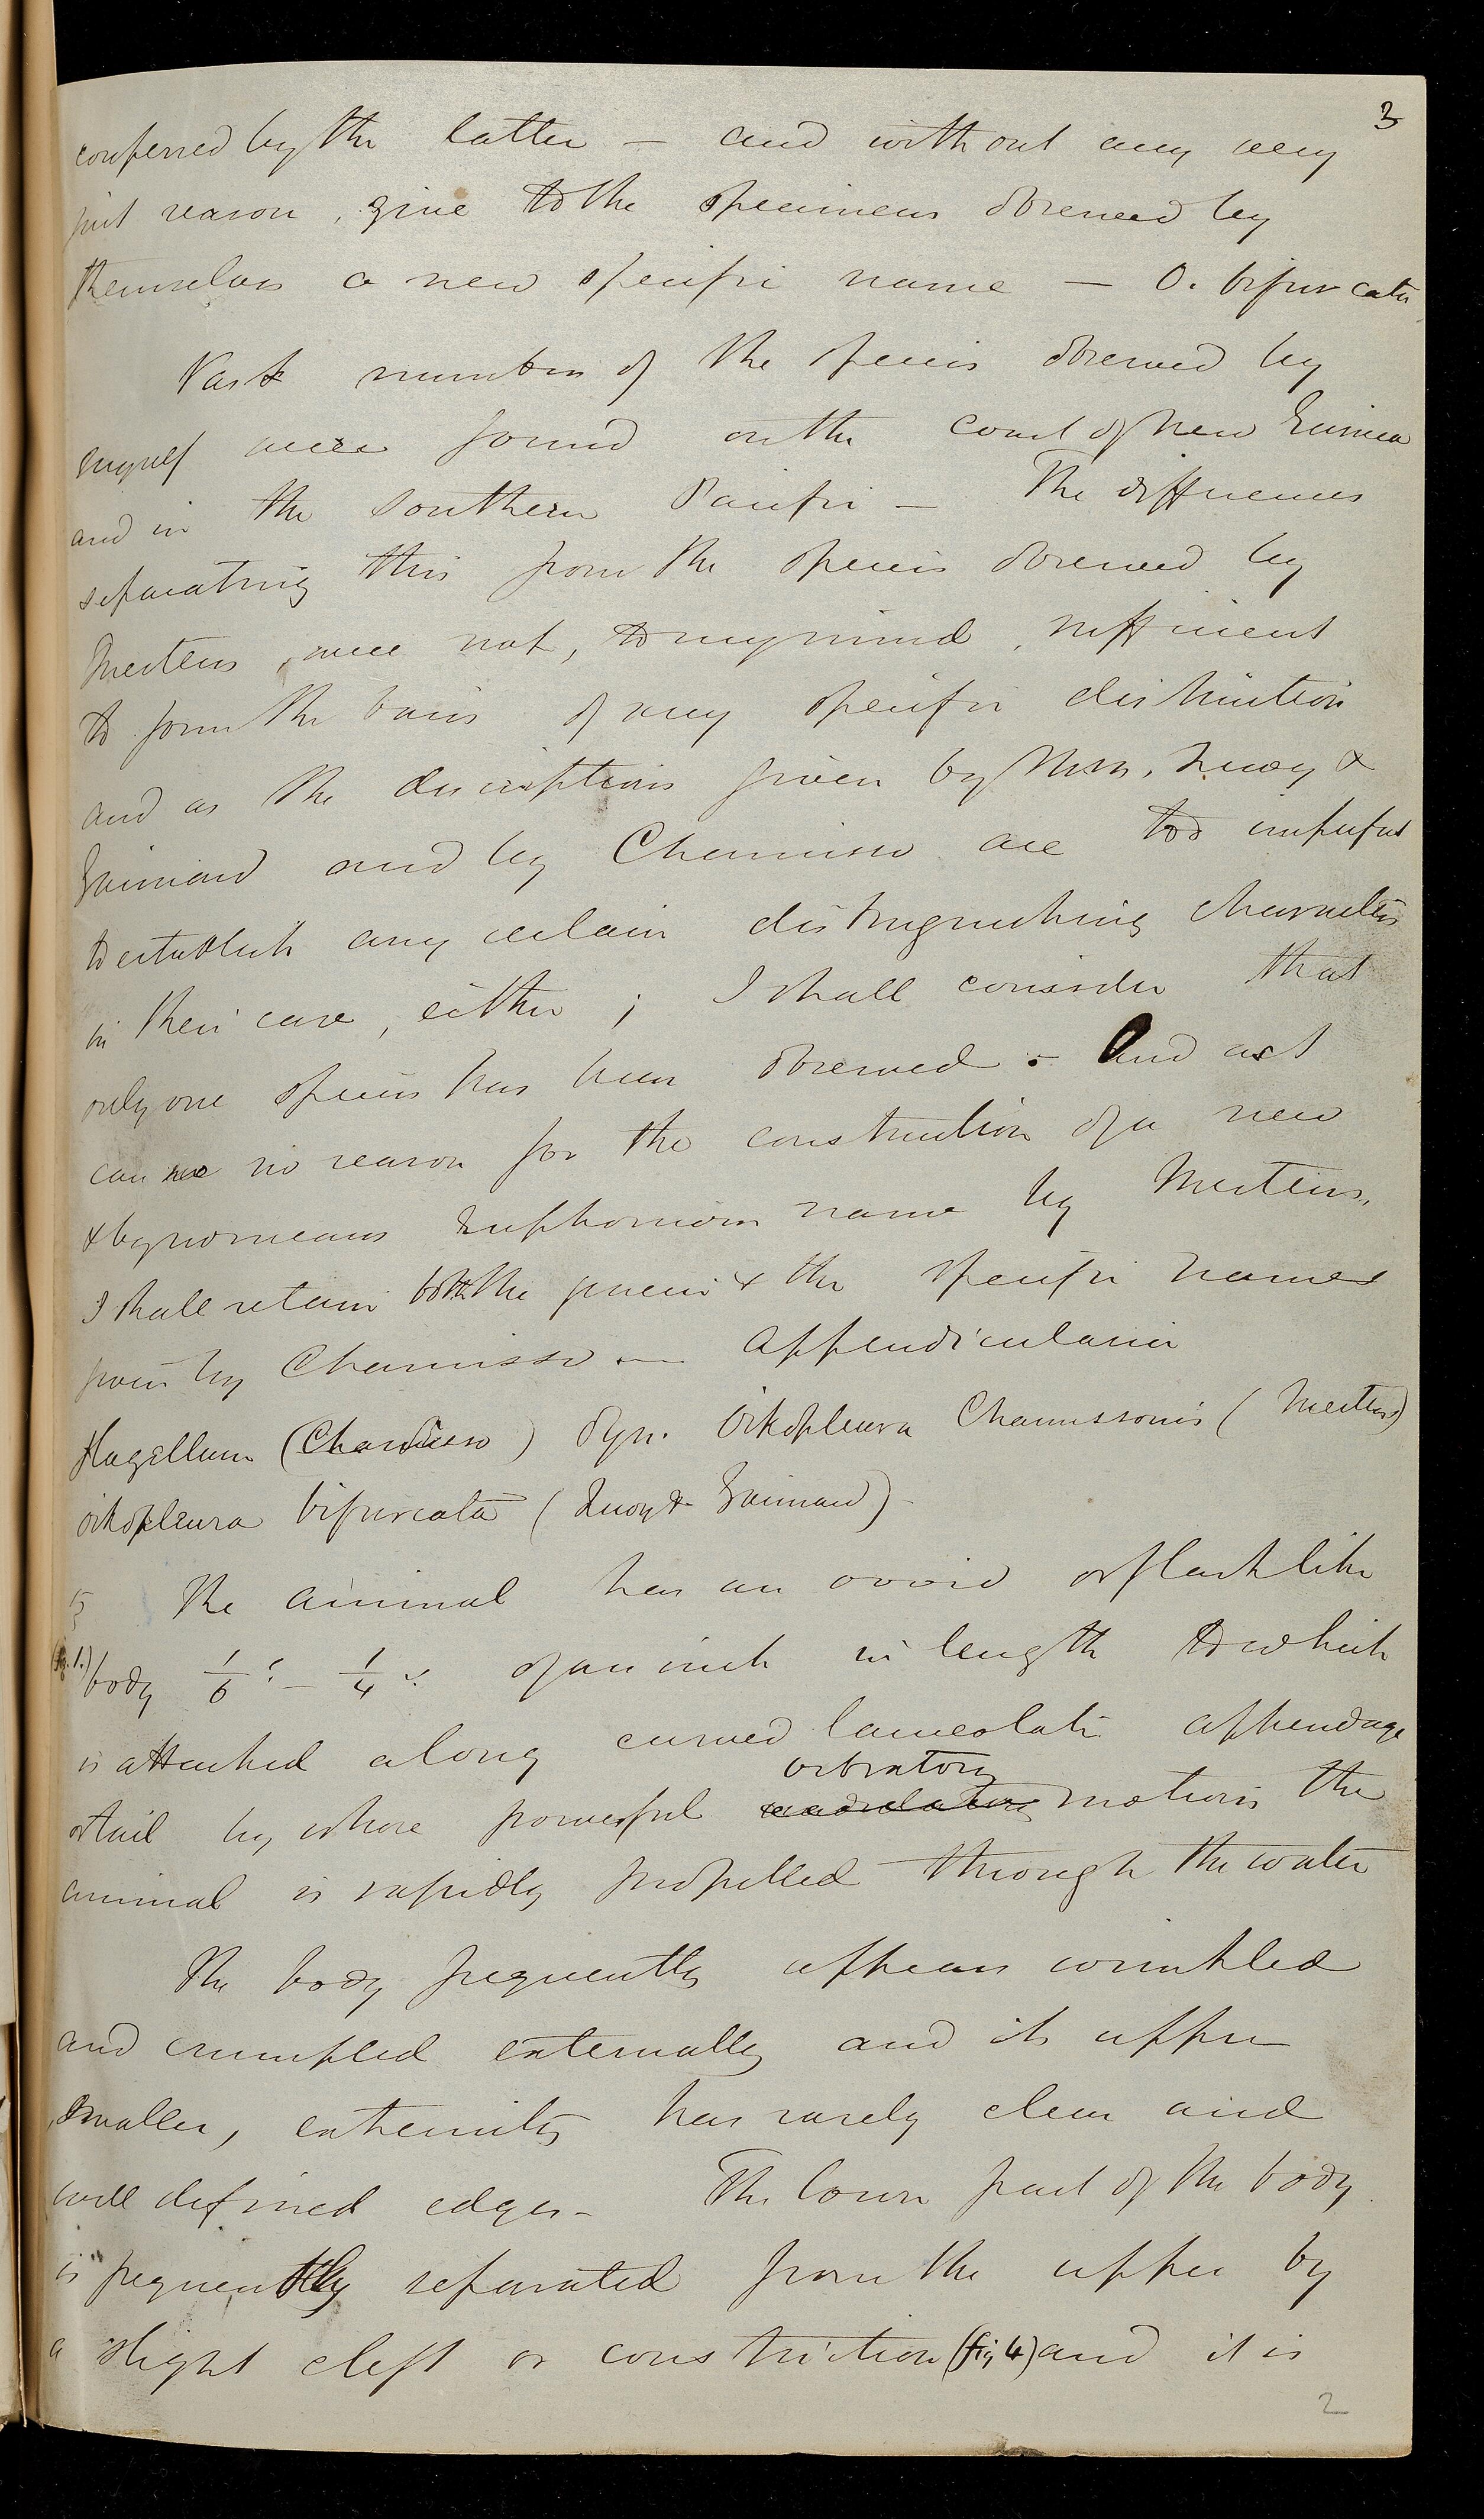 3
conferred by the latter — and without any very
just reason, give to the specimens observed by
themselves a new specific name — O. bifurcata
Vast numbers of the species observed by
myself were found on the coast of New Guinea
and in the Southern Pacific — The differences
separating this from the species observed by
Mertens, were not, to my mind, sufficient
to form the basis of any specific distinction
and as the descriptions given by MM. Quoy &
Gaimard and by Chamisso are too imperfect
to establish any certain distinguishing characters
in their case, either; I shall consider that
only one species has been observed - And as I
can see no reason for the construction of a new
& by no means Euphonious name by Mertens,
I shall retain both the generic & the specific names
given by Chamisso — Appendicularia
flagellum (Chamisso) Syn. Oikopleura Chamissonis (Mertens)
Oikopleura bifurcata (Quoy & Gaimard) -
5 The animal has an ovoid or flasklike
(fig. 1.) body 1/6 - 1/4 of an inch in length to which
is attached a long curved lanceolate appendage
vibratory
or tail by whose powerful undulatory motions the
animal is rapidly propelled through the water
The body frequently appears wrinkled
and crumpled externally and its upper
, smaller, extremity has rarely clear and
well defined edges -  The lower part of the body
is frequently separated from the upper by
a slight cleft or constriction (fig 4) and it is
2